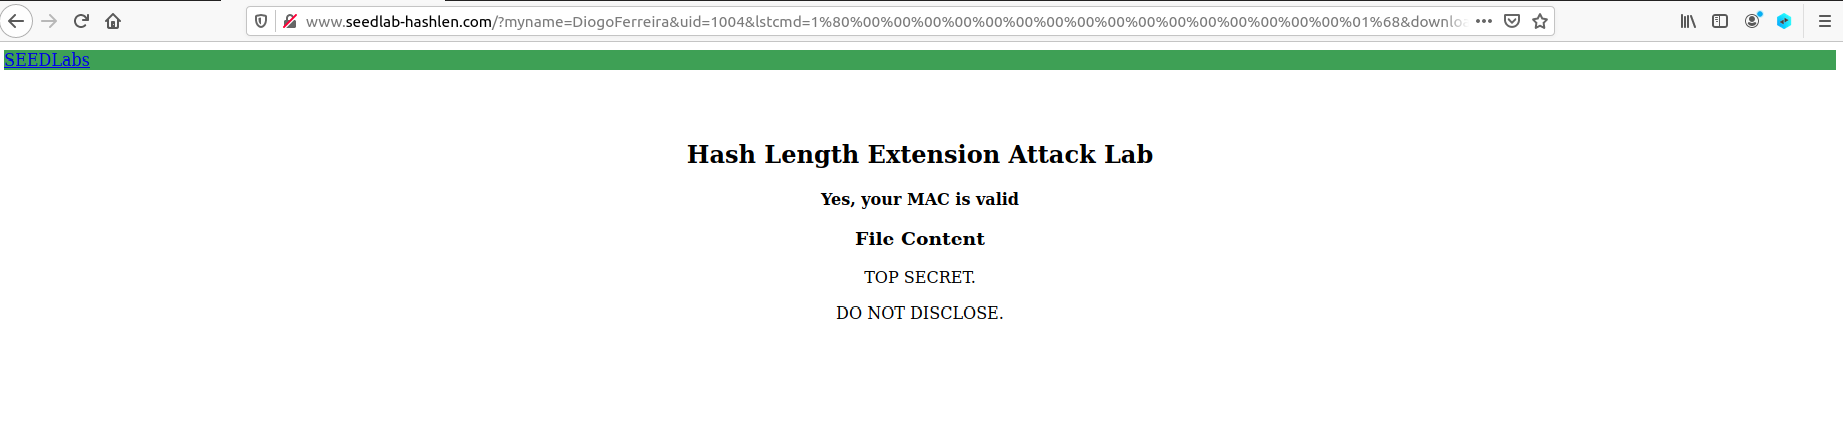 www.seedlab-hashlen.com/?myname=DiogoFerreira&uid=1004&lstcmd=1%80%00%00%00%00%00%00%00%00%00%00%00%00%00%00%00%00%00%00%01%68&downlo
SEEDLabs
Hash Length Extension Attack Lab
Yes, your MAC is valid
File Content
TOP SECRET.
DO NOT DISCLOSE.